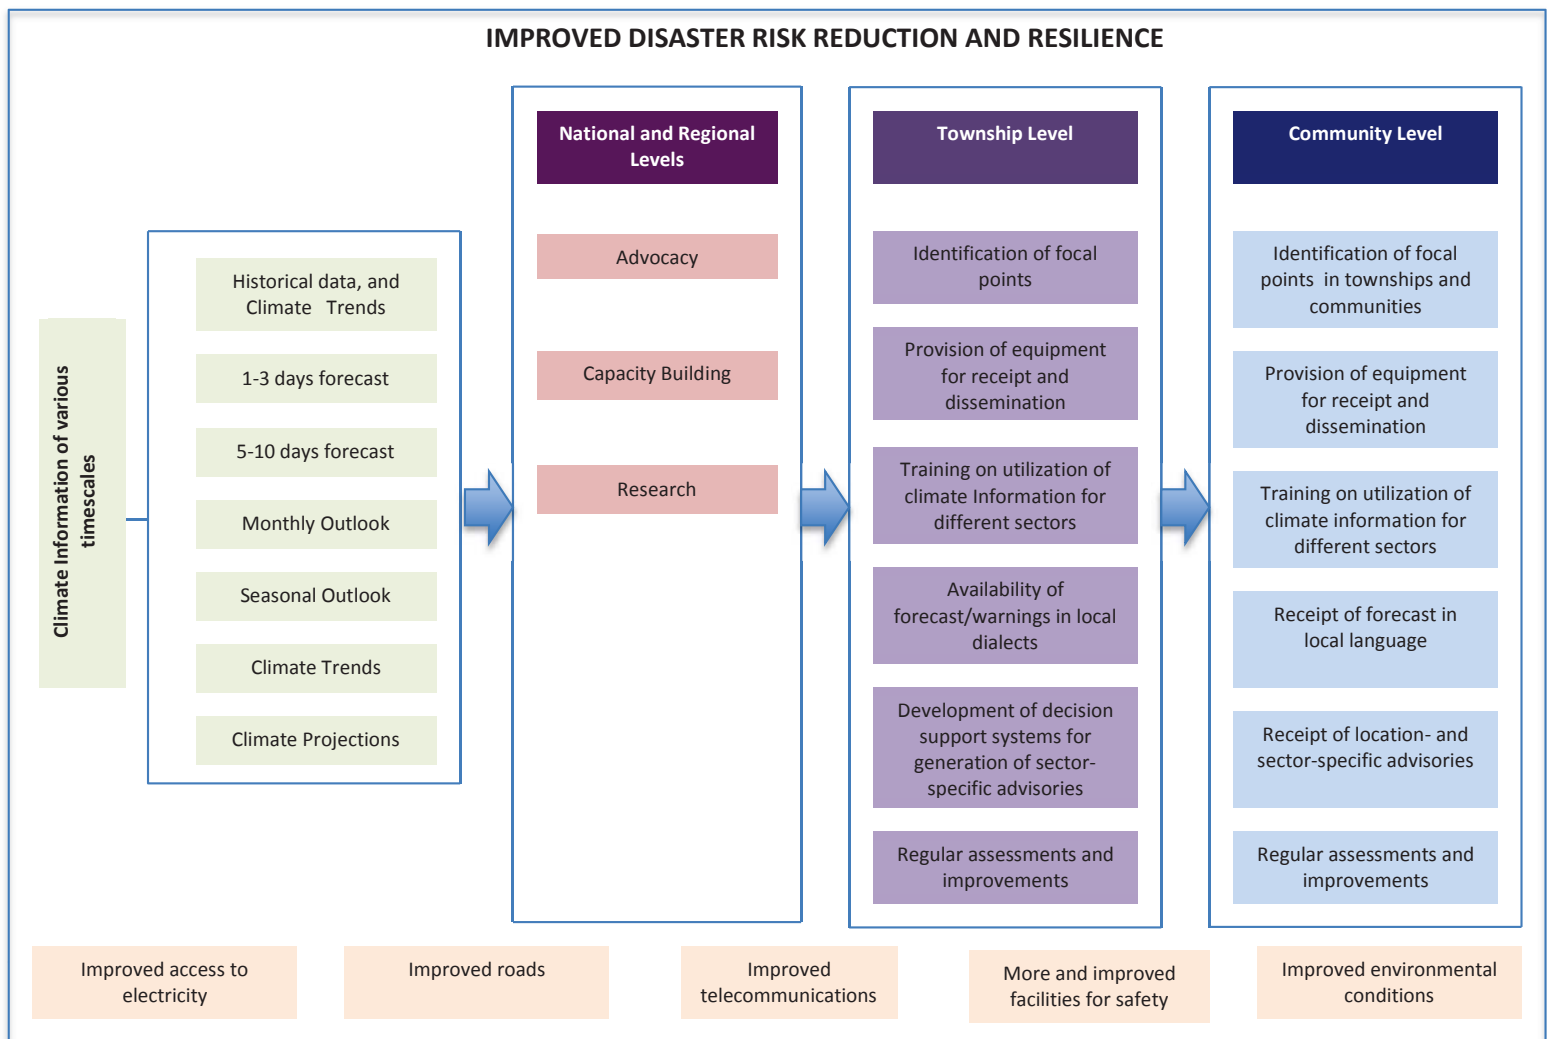 IMPROVED DISASTER RISK REDUCTION AND RESILIENCE
Climate Information of various
timescales
Historical data, and
Climate Trends
1-3 days forecast
5-10 days forecast
Monthly Outlook
Seasonal Outlook
Climate Trends
Climate Projections
National and Regional
Levels
Advocacy
Capacity Building
Research
Township Level
Identification of focal
points
Provision of equipment
for receipt and
dissemination
Training on utilization of
climate Information for
different sectors
Availability of
forecast/warnings in local
dialects
Development of decision
support systems for
generation of sector-
specific advisories
Regular assessments and
improvements
Community Level
Identification of focal
points in townships and
communities
Provision of equipment
for receipt and
dissemination
Training on utilization of
climate information for
different sectors
Receipt of forecast in
local language
Receipt of location- and
sector-specific advisories
Regular assessments and
improvements
Improved access to
electricity
Improved roads
Improved
telecommunications
More and improved
facilities for safety
Improved environmental
conditions